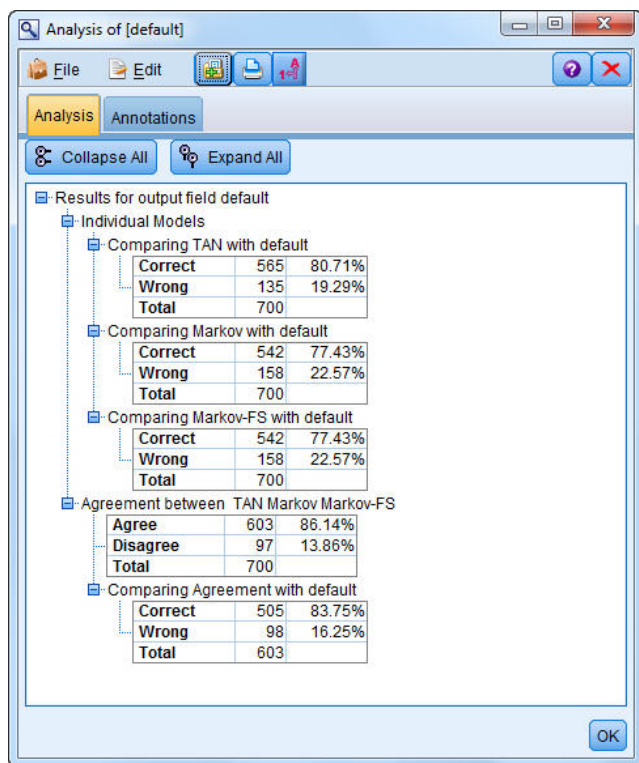 Analysis of [default]
File Edit
Analysis Annotations
Collapse All Expand All
Results for output field default
Individual Models
Comparing TAN with default
Correct 565 80.71%
Wrong 135 19.29%
Total 700
Comparing Markov with default
Correct 542 77.43%
Wrong 158 22.57%
Total 700
Comparing Markov-FS with default
Correct 542 77.43%
Wrong 158 22.57%
Total 700
Agreement between TAN Markov Markov-FS
Agree 603 86.14%
Disagree 97 13.86%
Total 700
Comparing Agreement with default
Correct 505 83.75%
Wrong 98 16.25%
Total 603
OK